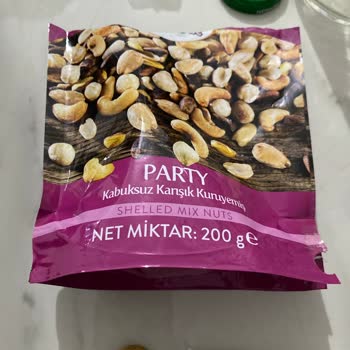 PARTY
Kabuksuz Karışık Kuruyemiş
SHELLED MIX NUTS
NET MİKTAR: 200 g e